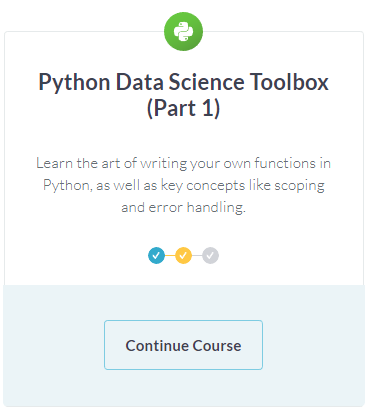 Python Data Science Toolbox
(Part 1)
Learn the art of writing your own functions in
Python, as well as key concepts like scoping
and error handling.
Continue Course